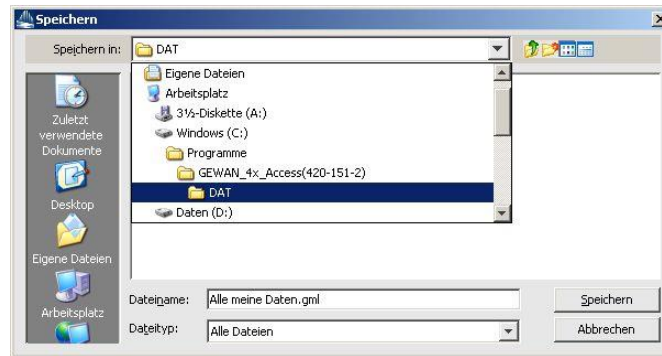 Speichern
Speichern in:
DAT
Eigene Dateien
Arbeitsplatz
3½-Diskette (A:)
Windows (C:)
Programme
GEWAN_4x_Access(420-151-2)
DAT
Daten (D:)
Zuletzt
verwendete
Dokumente
Desktop
Eigene Dateien
Arbeitsplatz
Dateiname:
Alle meine Daten.gml
Speichern
Dateityp:
Alle Dateien
Abbrechen